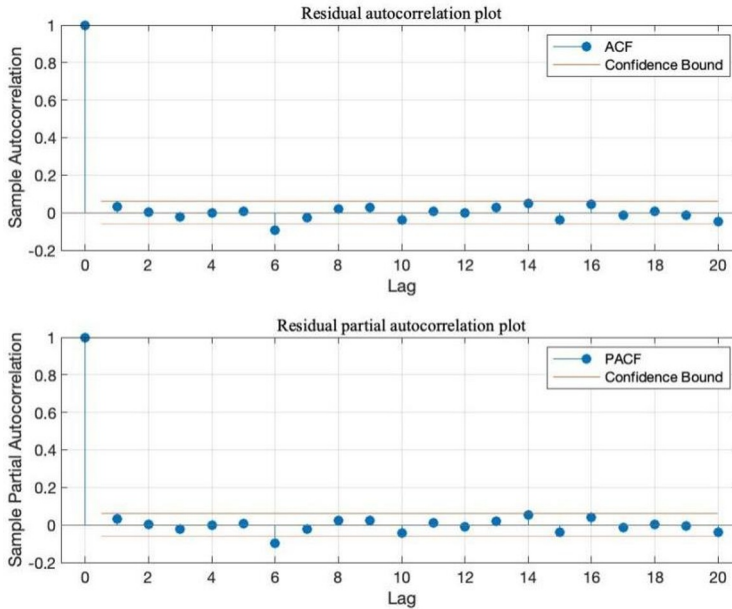 Residual autocorrelation plot
Sample Autocorrelation
1
0.8
0.6
0.4
0.2
0
-0.2
ACF
Confidence Bound
0 2 4 6 8 10 12 14 16 18 20
Lag
Residual partial autocorrelation plot
Sample Partial Autocorrelation
1
0.8
0.6
0.4
0.2
0
-0.2
PACF
Confidence Bound
0 2 4 6 8 10 12 14 16 18 20
Lag